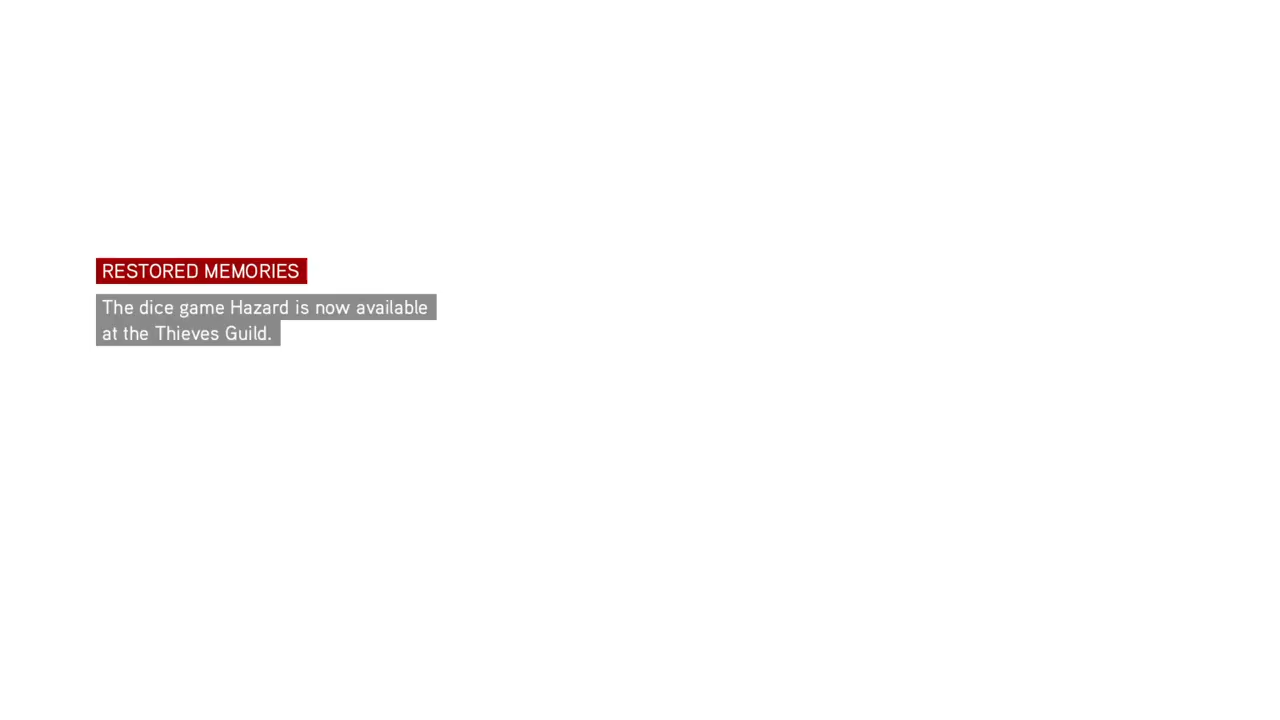 RESTORED MEMORIES
The dice game Hazard is now available
at the Thieves Guild.